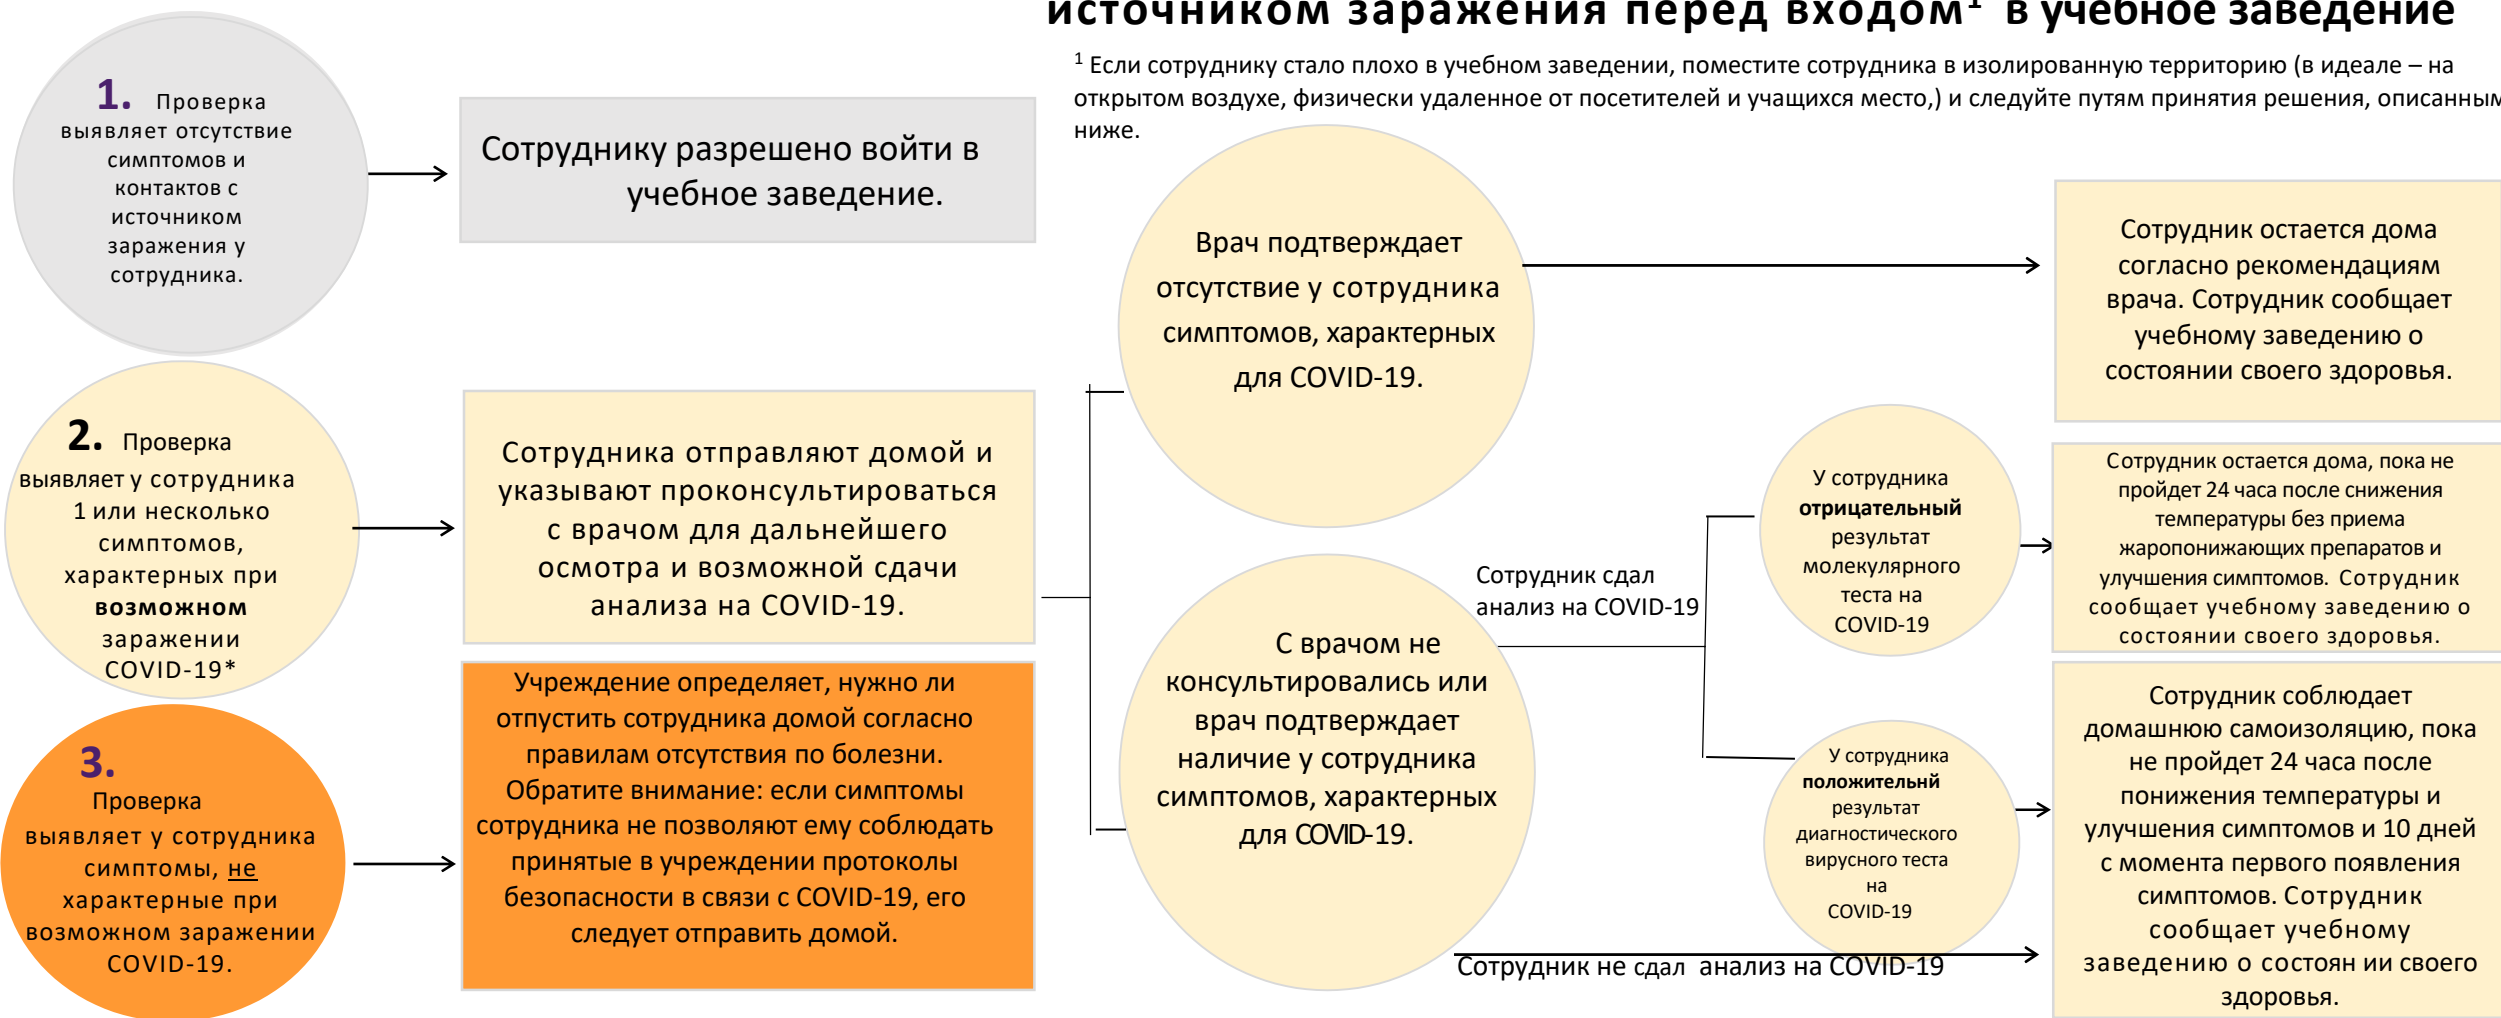 источником заражения перед входом¹ в учебное заведение
¹ Если сотруднику стало плохо в учебном заведении, поместите сотрудника в изолированную территорию (в идеале – на
открытом воздухе, физически удаленное от посетителей и учащихся место,) и следуйте путям принятия решения, описанным
ниже.
1. Проверка
выявляет отсутствие
симптомов и
контактов с
источником
заражения у
сотрудника.
Сотруднику разрешено войти в
учебное заведение.
2. Проверка
выявляет у сотрудника
1 или несколько
симптомов,
характерных при
возможном
заражении
COVID-19*
Сотрудника отправляют домой и
указывают проконсультироваться
с врачом для дальнейшего
осмотра и возможной сдачи
анализа на COVID-19.
3.
Проверка
выявляет у сотрудника
симптомы, не
характерные при
возможном заражении
COVID-19.
Учреждение определяет, нужно ли
отпустить сотрудника домой согласно
правилам отсутствия по болезни.
Обратите внимание: если симптомы
сотрудника не позволяют ему соблюдать
принятые в учреждении протоколы
безопасности в связи с COVID-19, его
следует отправить домой.
Врач подтверждает
отсутствие у сотрудника
симптомов, характерных
для COVID-19.
Сотрудник остается дома
согласно рекомендациям
врача. Сотрудник сообщает
учебному заведению о
состоянии своего здоровья.
С врачом не
консультировались или
врач подтверждает
наличие у сотрудника
симптомов, характерных
для COVID-19.
Сотрудник сдал
анализ на COVID-19
У сотрудника
отрицательный
результат
молекулярного
теста на
COVID-19
Сотрудник остается дома, пока не
пройдет 24 часа после снижения
температуры без приема
жаропонижающих препаратов и
улучшения симптомов. Сотрудник
сообщает учебному заведению о
состоянии своего здоровья.
У сотрудника
положительнй
результат
диагностического
вирусного теста
на
COVID-19
Сотрудник не сдал анализ на COVID-19
Сотрудник соблюдает
домашнюю самоизоляцию, пока
не пройдет 24 часа после
понижения температуры и
улучшения симптомов и 10 дней
с момента первого появления
симптомов. Сотрудник
сообщает учебному
заведению о состоян ии своего
здоровья.